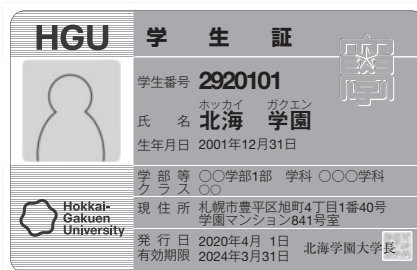 HGU 学生証
学生番号 2920101
ホッカイ ガクエン
氏名 北海 学園
生年月日 2001年12月31日
学部等 〇〇学部1部 学科 〇〇〇学科
クラス 〇〇
現住所 札幌市豊平区旭町4丁目1番40号
学園マンション841号室
発行日 2020年4月 1日
有効期限 2024年3月31日
北海学園大学長
Hokkai-
Gakuen
University